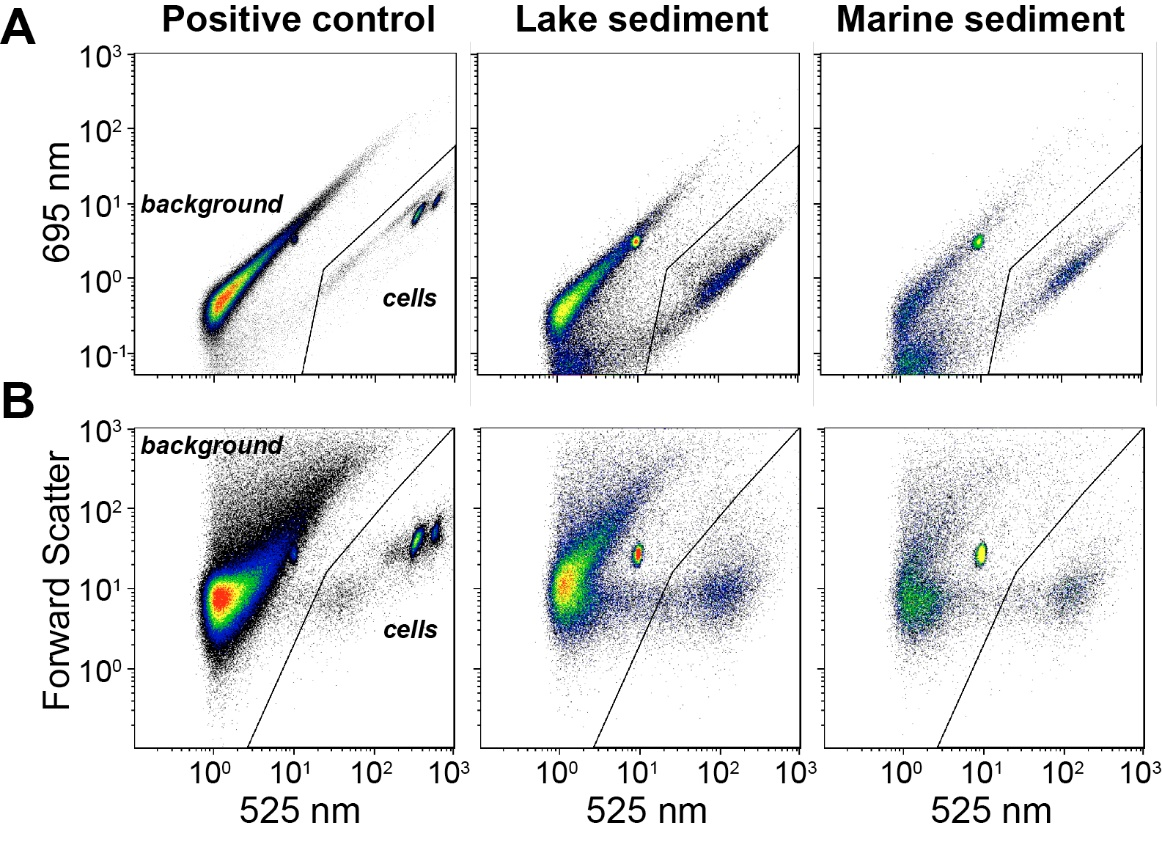 A
Positive control Lake sediment Marine sediment
695 nm
10³
10²
10¹
10⁰
10⁻¹
background
cells
B
Forward Scatter
10³
10²
10¹
10⁰
background
cells
10⁰ 10¹ 10² 10³ 10⁰ 10¹ 10² 10³ 10⁰ 10¹ 10² 10³
525 nm 525 nm 525 nm